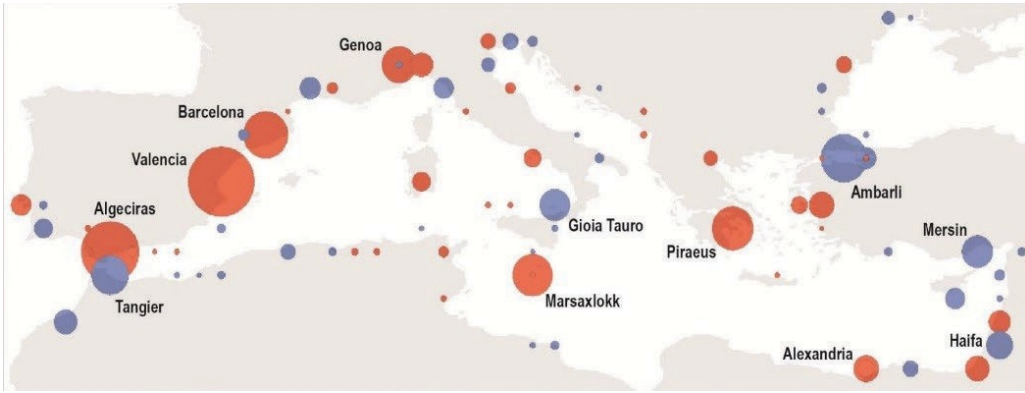 Genoa
Barcelona
Valencia
Algeciras
Tangier
Gioia Tauro
Marsaxlokk
Piraeus
Ambarli
Mersin
Haifa
Alexandria